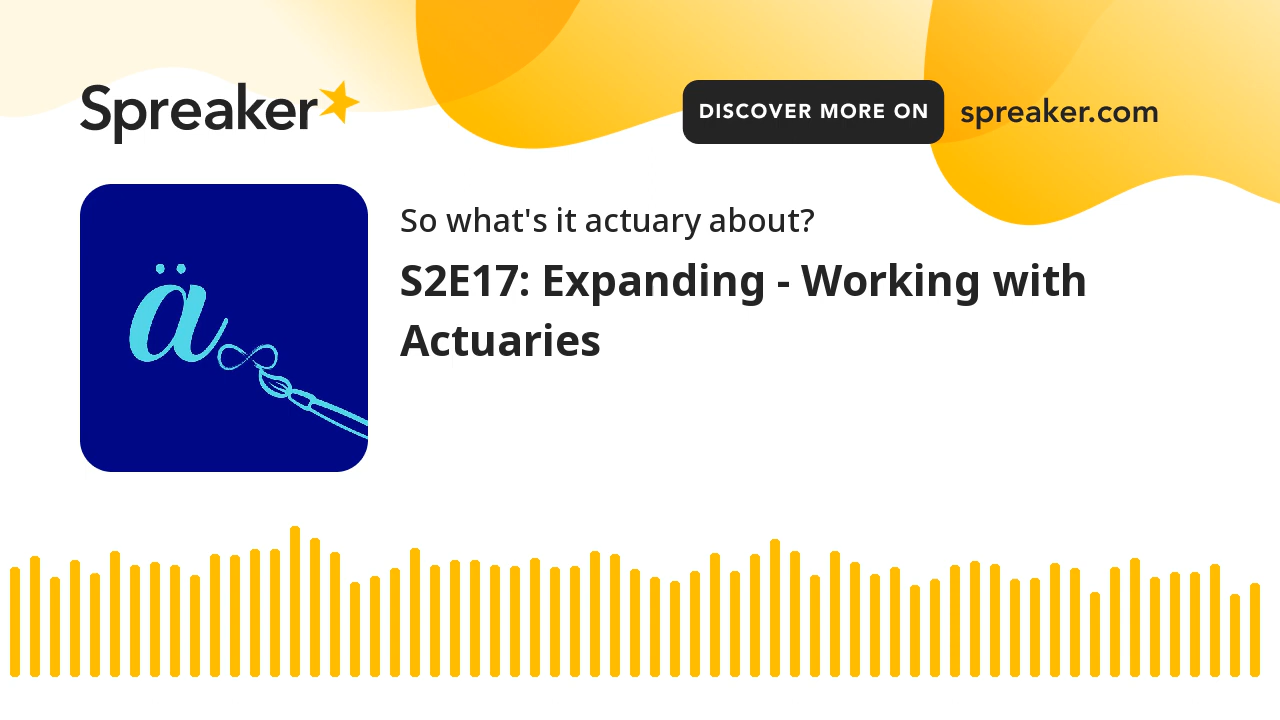 Spreaker
DISCOVER MORE ON spreaker.com
ä
So what's it actuary about?
S2E17: Expanding - Working with
Actuaries